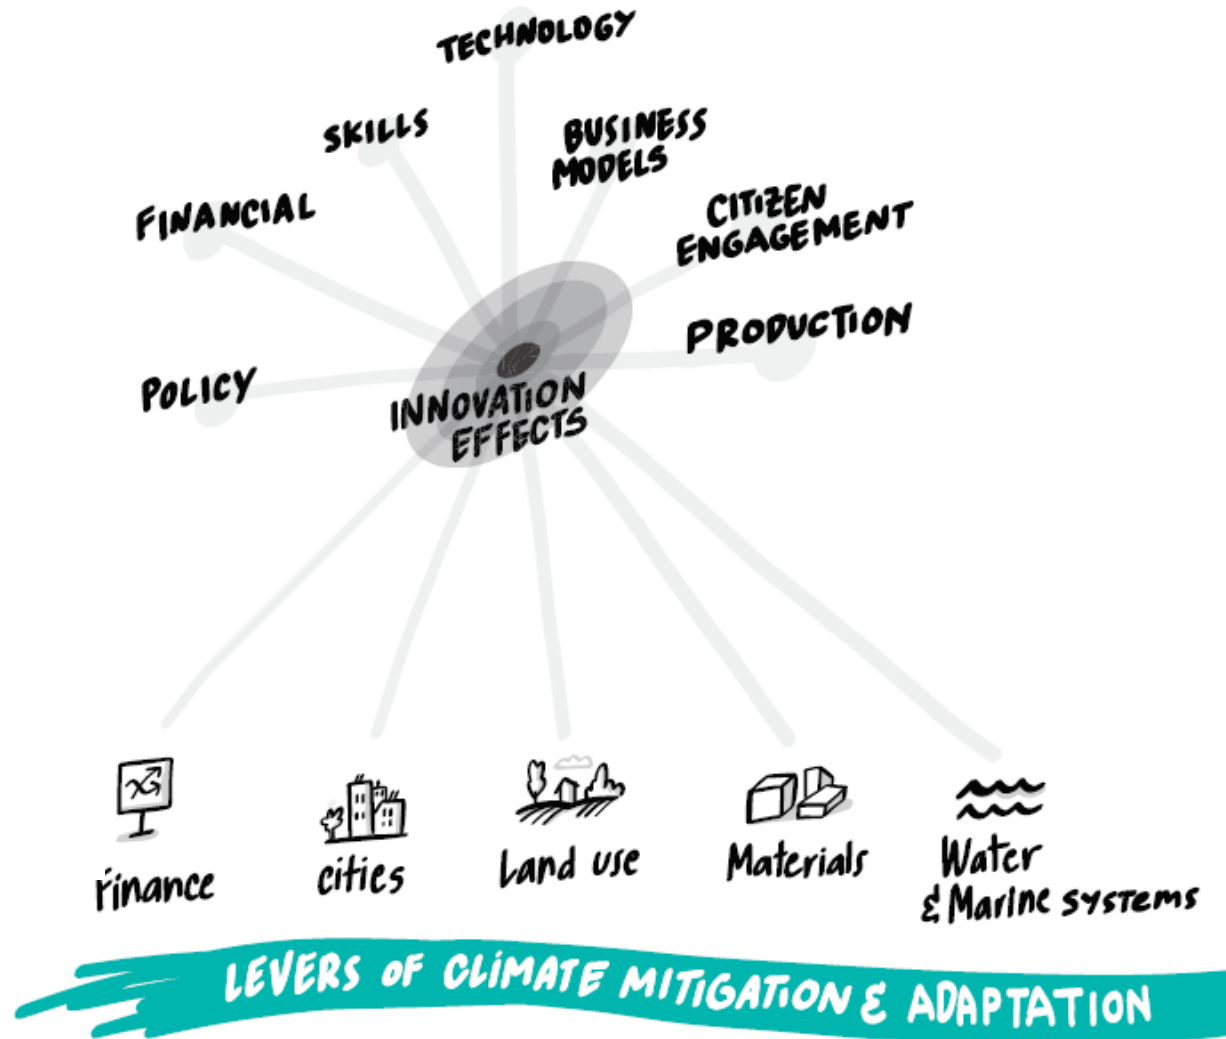 TECHNOLOGY
SKILLS
BUSINESS
MODELS
FINANCIAL
CITIZEN
ENGAGEMENT
PRODUCTION
POLICY
INNOVATION
EFFECTS
Finance
cities
Land use
Materials
Water
& Marine SYSTEMS
LEVERS OF CLIMATE MITIGATION & ADAPTATION